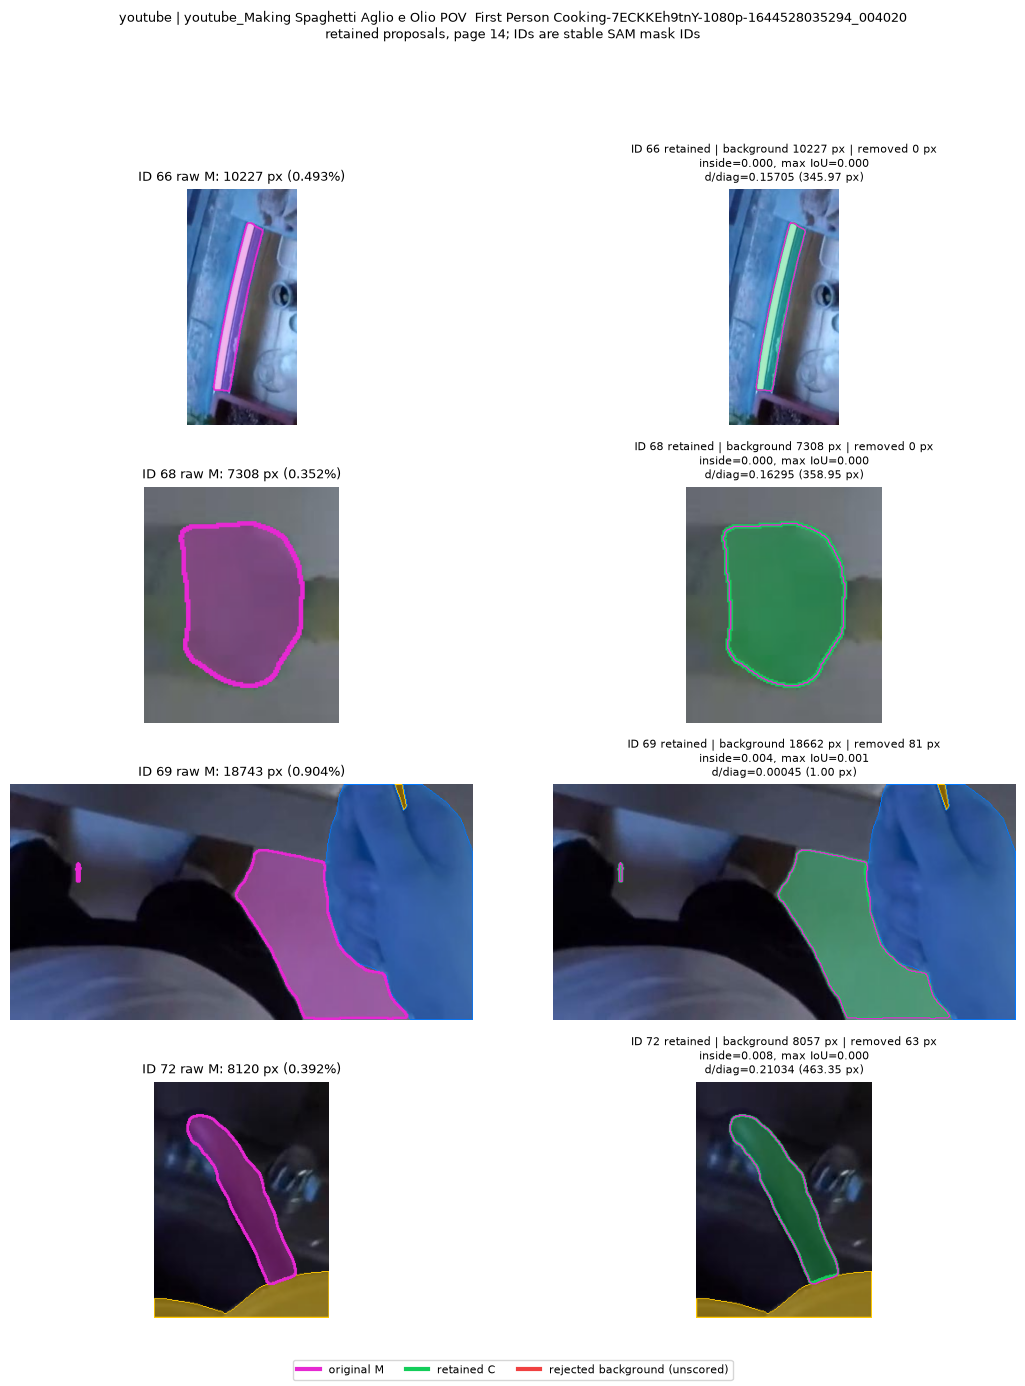 youtube | youtube_Making Spaghetti Aglio e Olio POV  First Person Cooking-7ECKKEh9tnY-1080p-1644528035294_004020
retained proposals, page 14; IDs are stable SAM mask IDs
ID 66 raw M: 10227 px (0.493%)
ID 66 retained | background 10227 px | removed 0 px
inside=0.000, max IoU=0.000
d/diag=0.15705 (345.97 px)
ID 68 raw M: 7308 px (0.352%)
ID 68 retained | background 7308 px | removed 0 px
inside=0.000, max IoU=0.000
d/diag=0.16295 (358.95 px)
ID 69 raw M: 18743 px (0.904%)
ID 69 retained | background 18662 px | removed 81 px
inside=0.004, max IoU=0.001
d/diag=0.00045 (1.00 px)
ID 72 raw M: 8120 px (0.392%)
ID 72 retained | background 8057 px | removed 63 px
inside=0.008, max IoU=0.000
d/diag=0.21034 (463.35 px)
original M
retained C
rejected background (unscored)